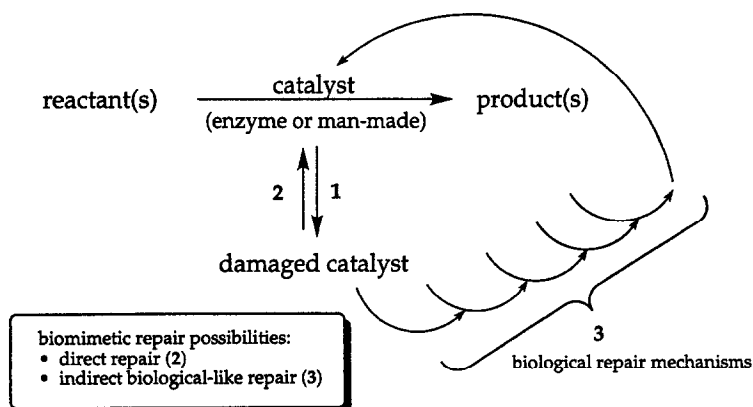 catalyst
reactant(s) product(s)
(enzyme or man-made)
2 1
damaged catalyst
3
biological repair mechanisms
biomimetic repair possibilities:
• direct repair (2)
• indirect biological-like repair (3)